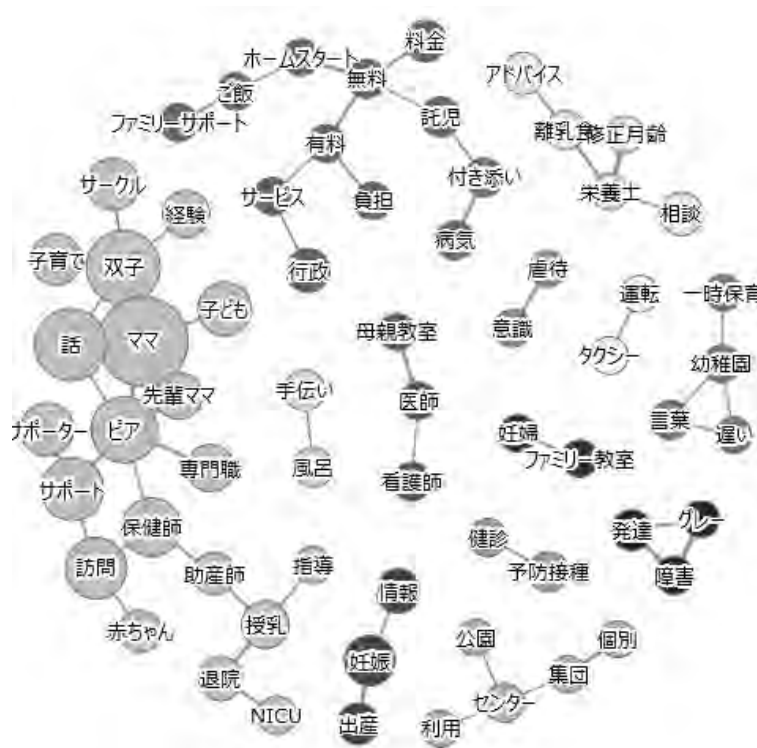 料金
ホームスタート
無料
アドバイス
ご飯
ファミリーサポート
託児
離乳食
修正月齢
有料
サークル
付き添い
栄養士
サービス
負担
経験
相談
病気
子育て
双子
行政
虐待
運転
一時保育
子ども
母親教室
意識
話
ママ
タクシー
幼稚園
先輩ママ
手伝い
医師
言葉
サポーター
ピア
妊婦
遅い
専門職
風呂
ファミリー教室
サポート
看護師
保健師
健診
発達
グレー
訪問
助産師
指導
予防接種
障害
情報
赤ちゃん
授乳
公園
個別
妊娠
退院
集団
センター
NICU
出産
利用